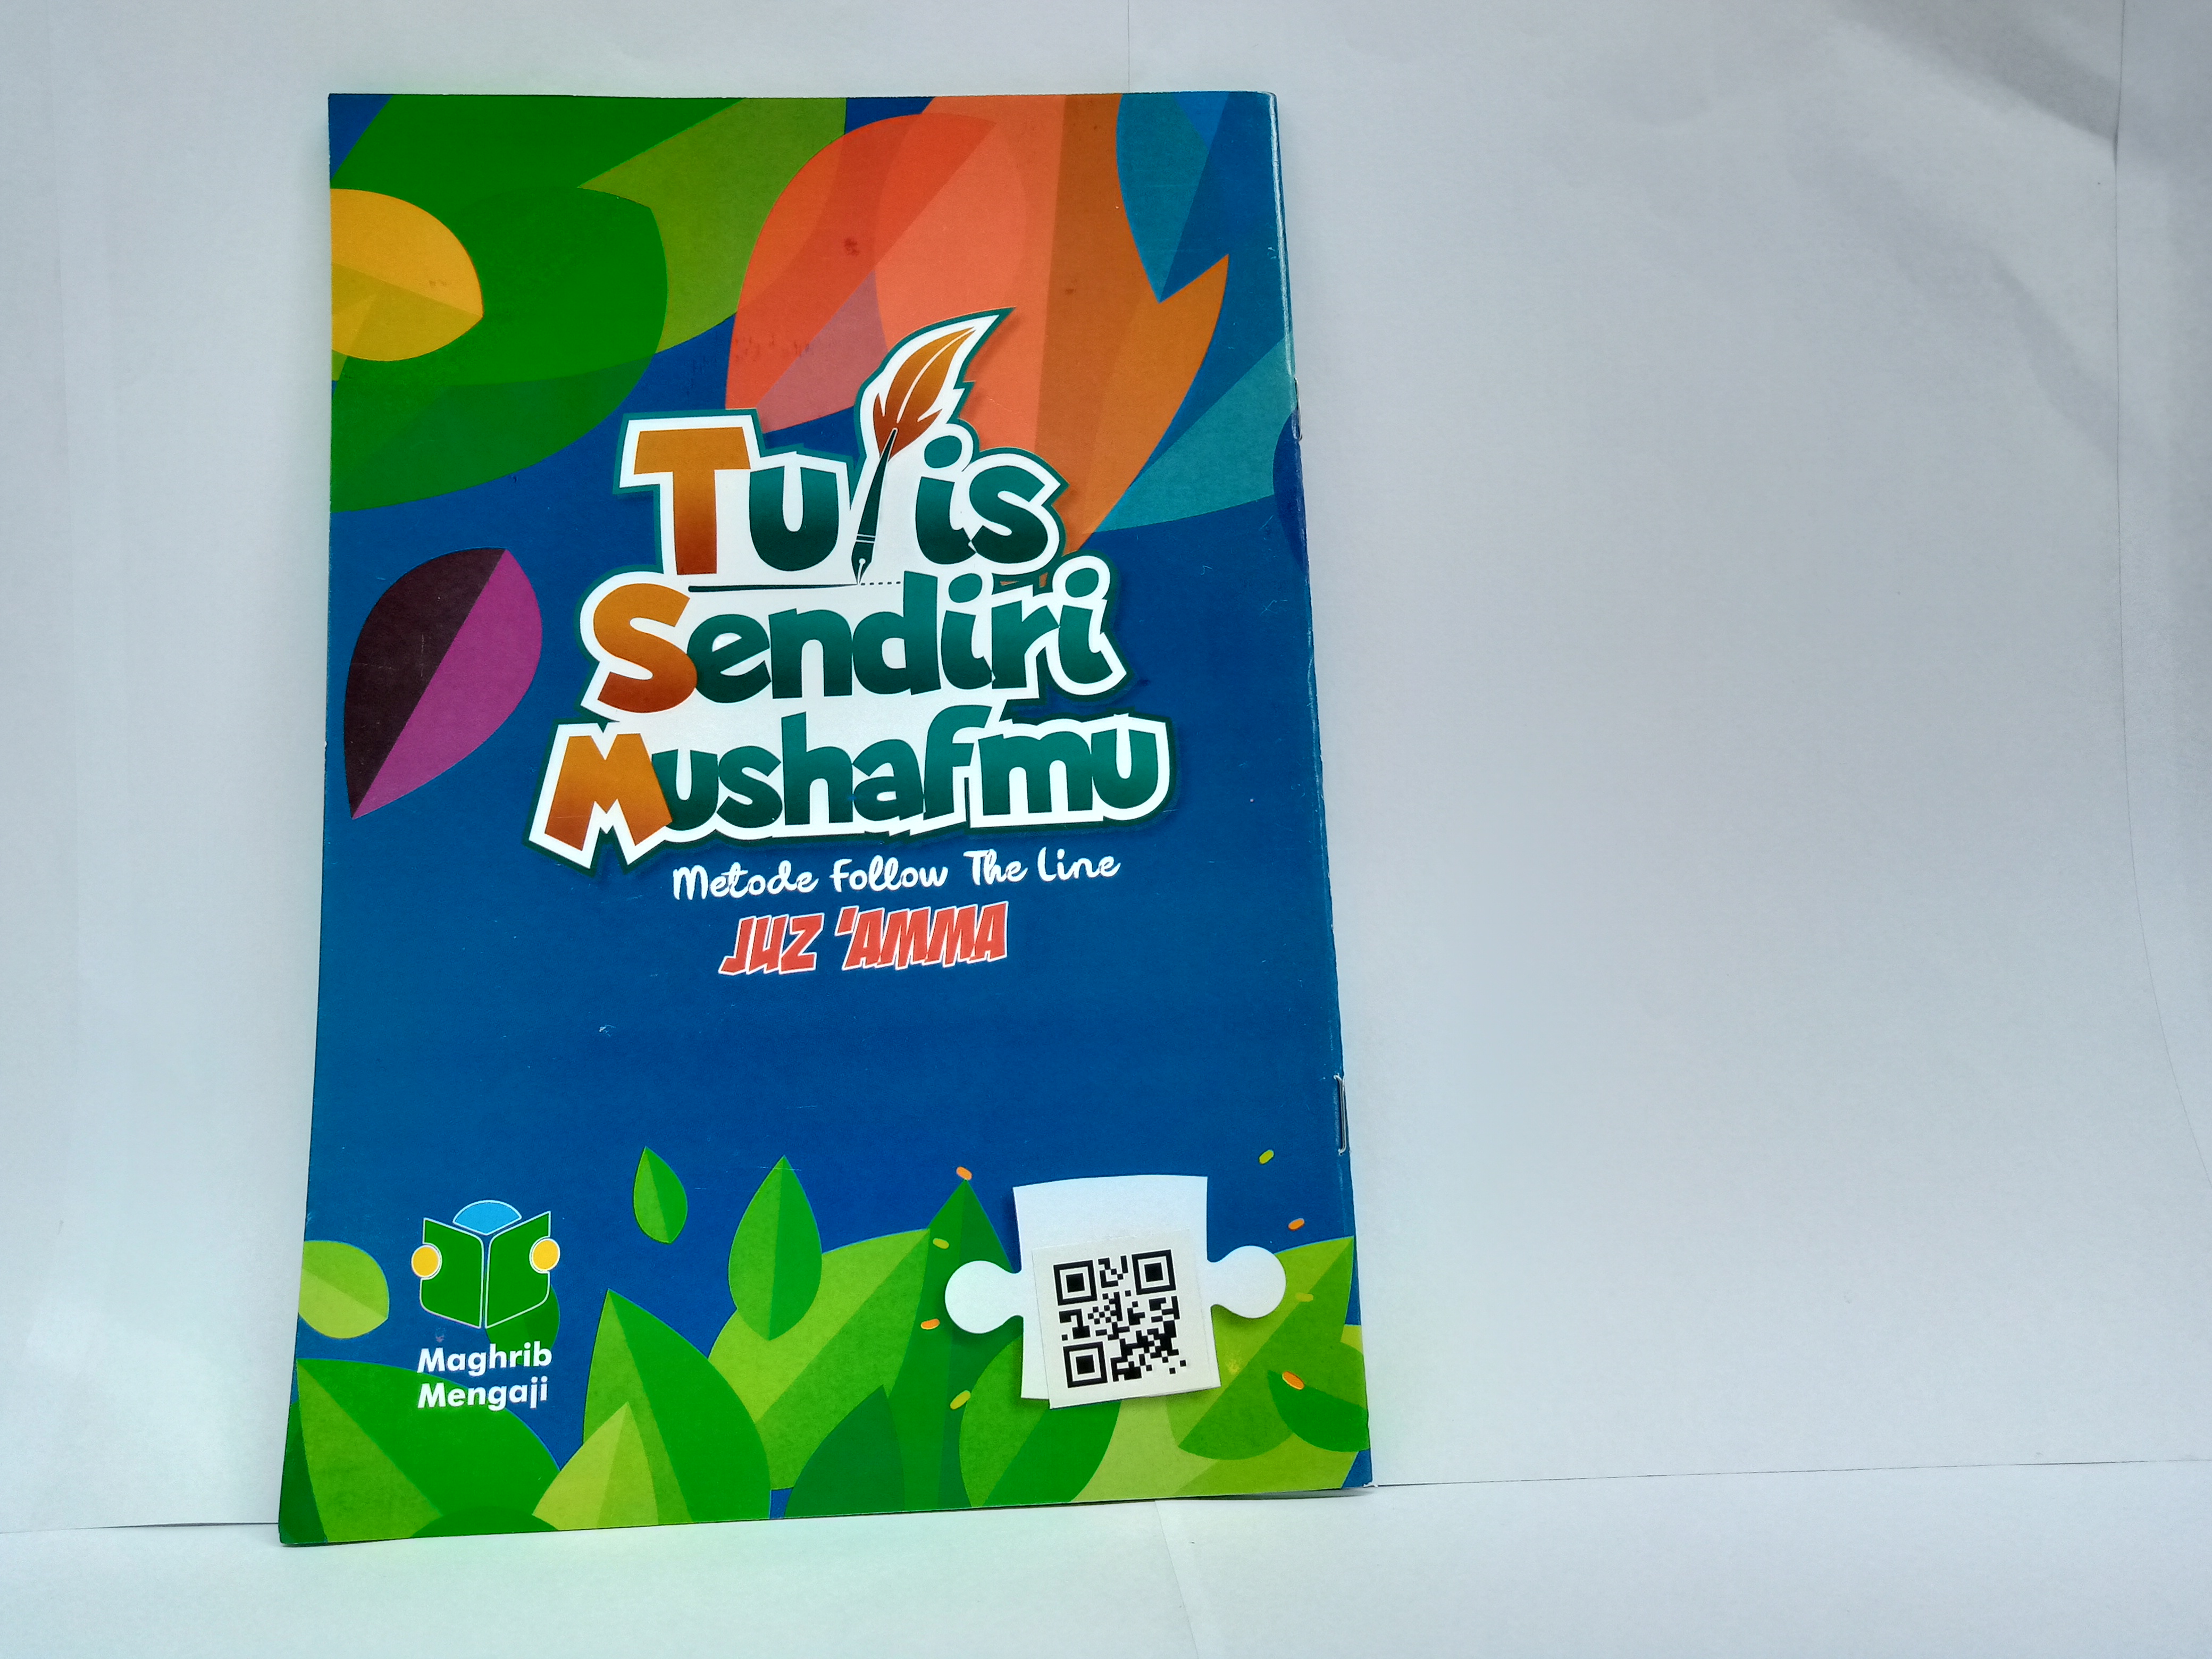 Tulis
Sendiri
Mushafmu
Metode Follow The Line
JUZ 'AMMA
Maghrib
Mengaji